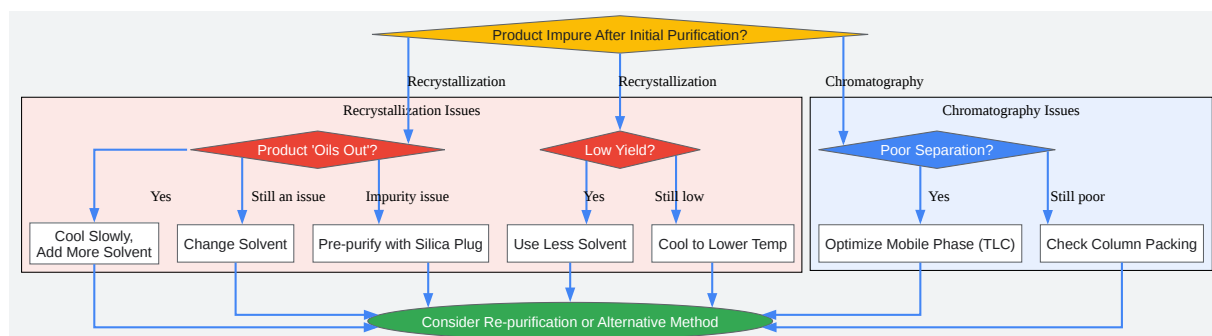 Product Impure After Initial Purification?
Recrystallization
Recrystallization
Chromatography
Recrystallization Issues
Chromatography Issues
Product 'Oils Out'?
Low Yield?
Poor Separation?
Yes
Still an issue
Impurity issue
Yes
Still low
Yes
Still poor
Cool Slowly,
Add More Solvent
Change Solvent
Pre-purify with Silica Plug
Use Less Solvent
Cool to Lower Temp
Optimize Mobile Phase (TLC)
Check Column Packing
Consider Re-purification or Alternative Method